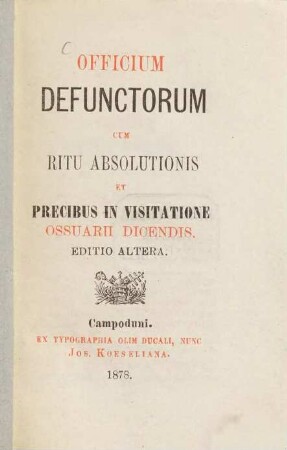 OFFICIUM
DEFUNCTORUM
CUM
RITU ABSOLUTIONIS
ET
PRECIBUS IN VISITATIONE
OSSUARII DICENDIS.
EDITIO ALTERA.
Campoduni.
EX TYPOGRAPHIA OLIM DUCALI, NUNC
JOS. KOESELIANA.
1878.